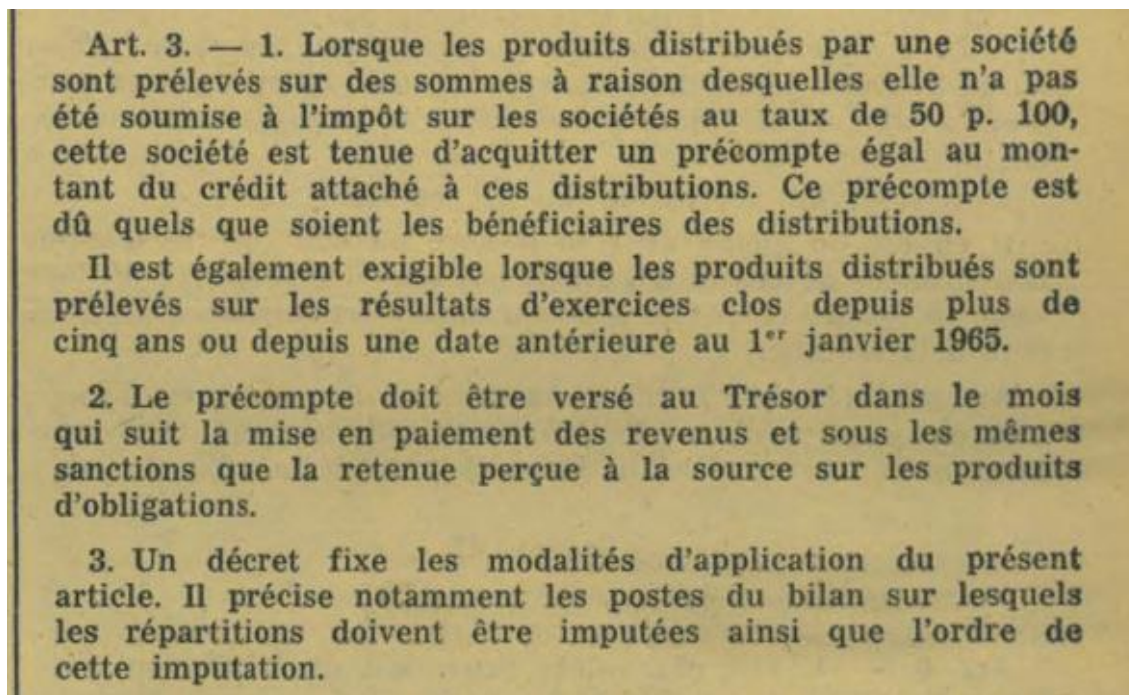 Art. 3. — 1. Lorsque les produits distribués par une société
sont prélevés sur des sommes à raison desquelles elle n'a pas
été soumise à l'impôt sur les sociétés au taux de 50 p. 100,
cette société est tenue d'acquitter un précompte égal au mon-
tant du crédit attaché à ces distributions. Ce précompte est
dû quels que soient les bénéficiaires des distributions.
Il est également exigible lorsque les produits distribués sont
prélevés sur les résultats d'exercices clos depuis plus de
cinq ans ou depuis une date antérieure au 1er janvier 1965.
2. Le précompte doit être versé au Trésor dans le mois
qui suit la mise en paiement des revenus et sous les mêmes
sanctions que la retenue perçue à la source sur les produits
d'obligations.
3. Un décret fixe les modalités d'application du présent
article. Il précise notamment les postes du bilan sur lesquels
les répartitions doivent être imputées ainsi que l'ordre de
cette imputation.